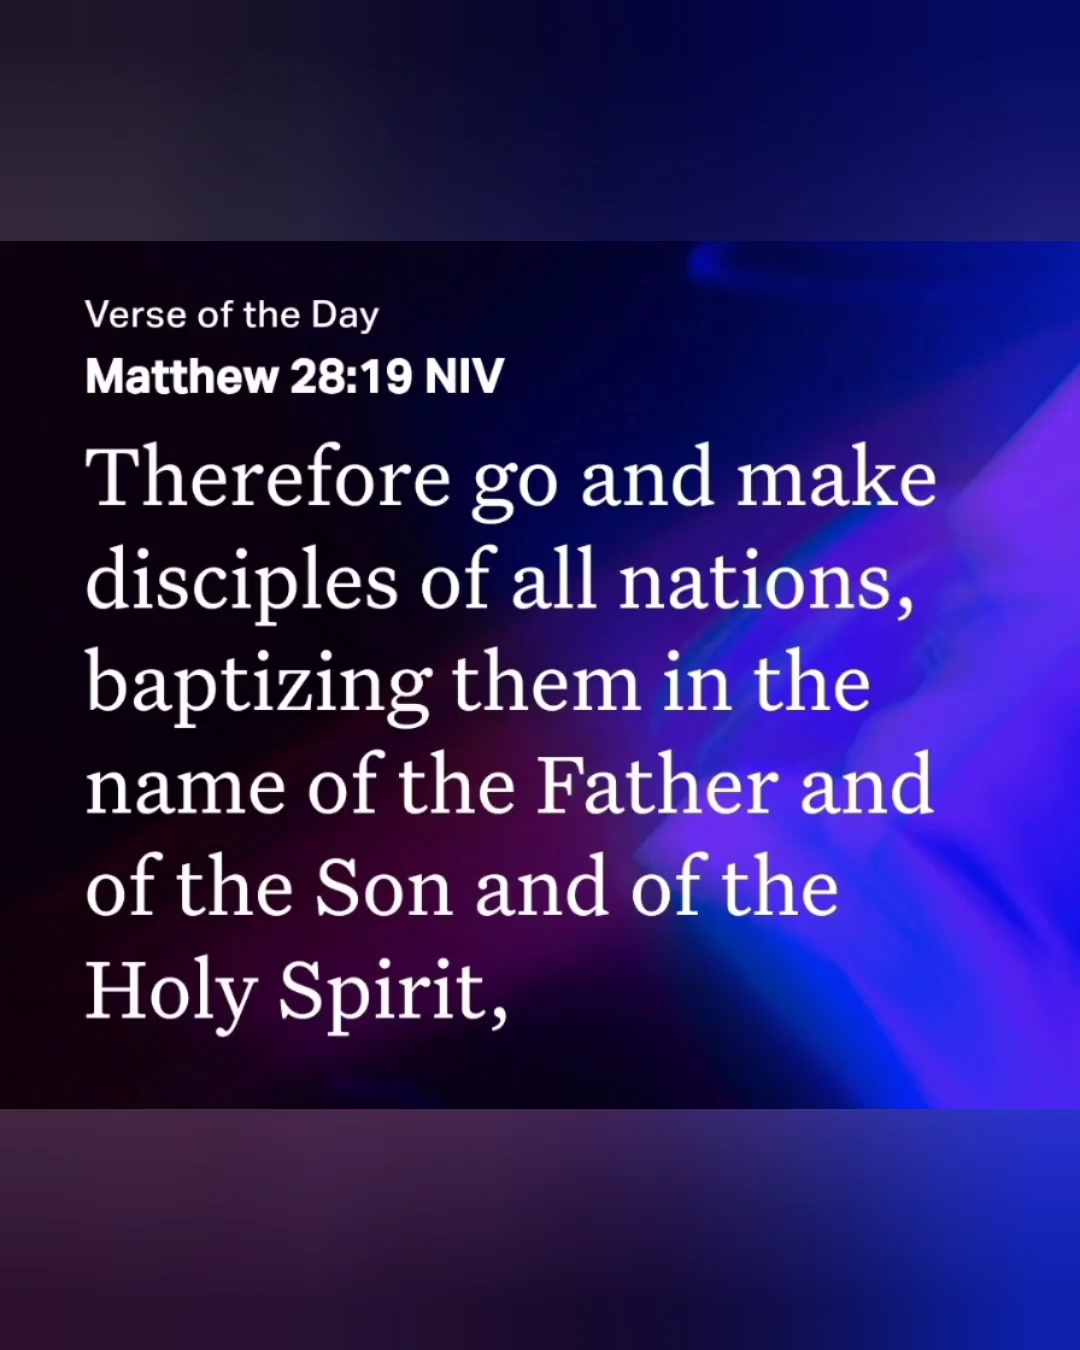 Verse of the Day
Matthew 28:19 NIV
Therefore go and make
disciples of all nations,
baptizing them in the
name of the Father and
of the Son and of the
Holy Spirit,